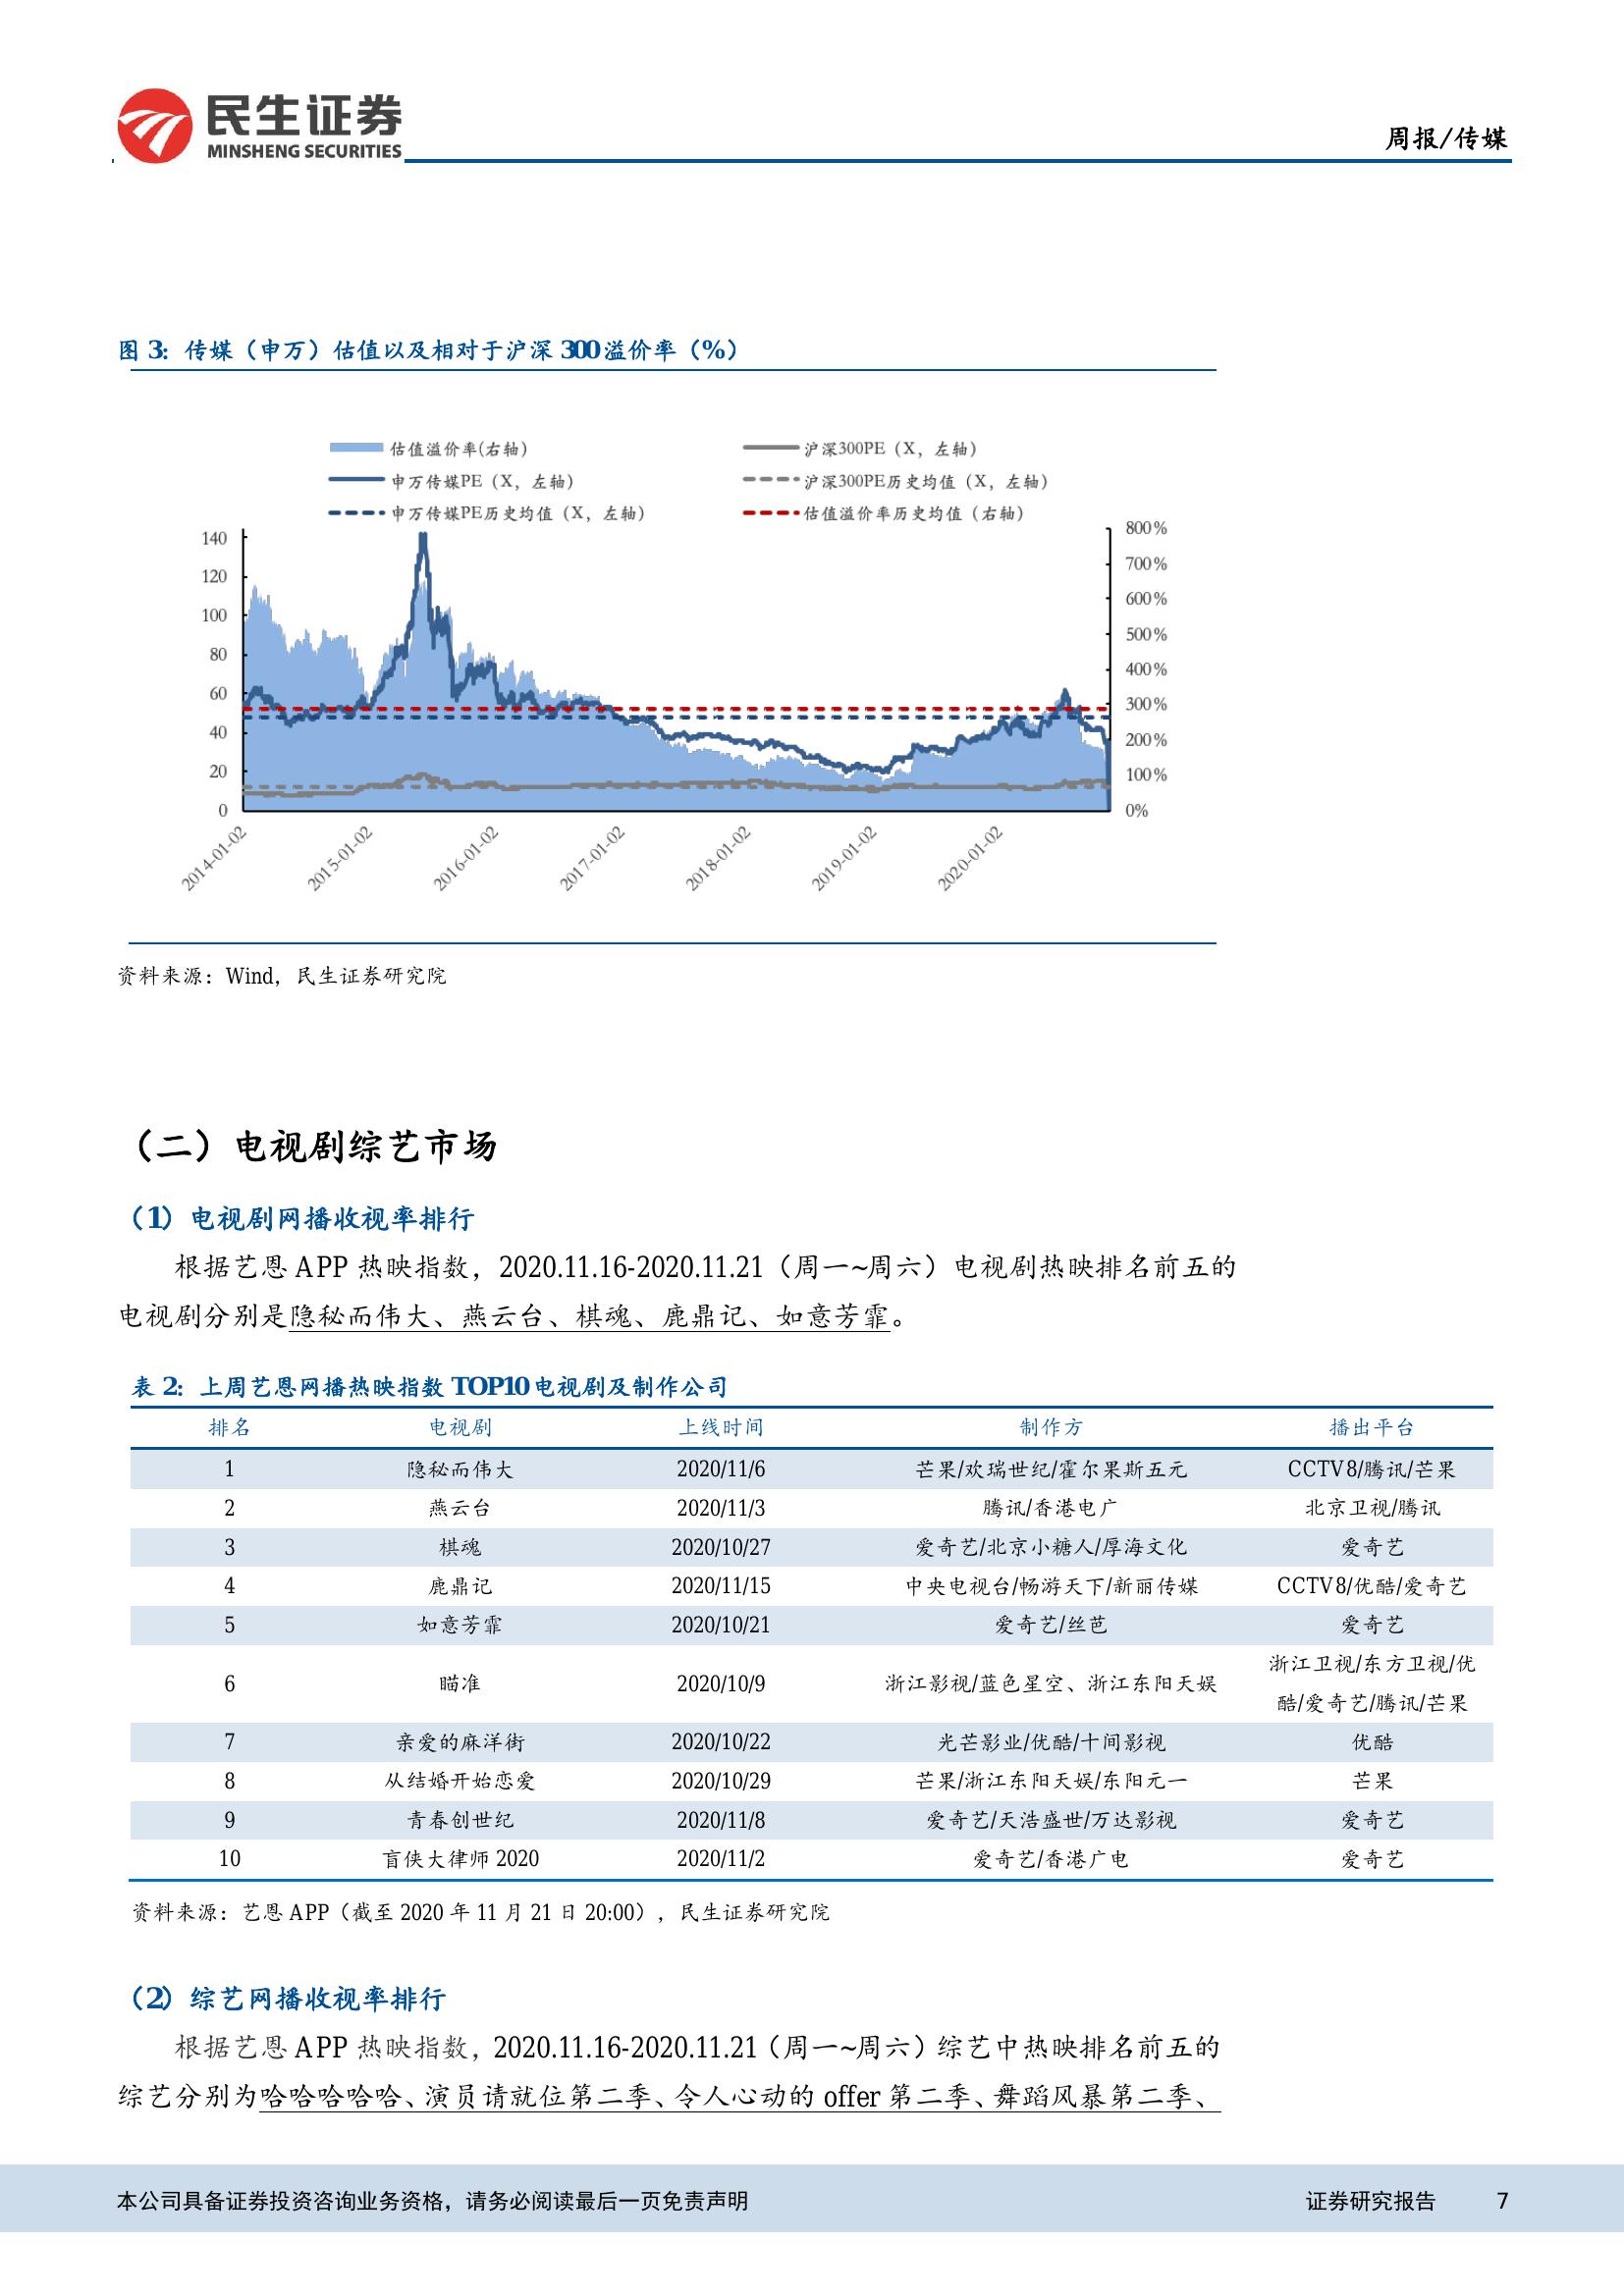 民生证券
MINSHENG SECURITIES
周报/传媒
图 3：传媒（申万）估值以及相对于沪深 300 溢价率（%）
估值溢价率(右轴)
沪深300PE（X，左轴）
申万传媒PE（X，左轴）
沪深300PE历史均值（X，左轴）
申万传媒PE历史均值（X，左轴）
估值溢价率历史均值（右轴）
140
120
100
80
60
40
20
0
800%
700%
600%
500%
400%
300%
200%
100%
0%
2014-01-02
2015-01-02
2016-01-02
2017-01-02
2018-01-02
2019-01-02
2020-01-02
资料来源：Wind，民生证券研究院
（二）电视剧综艺市场
（1）电视剧网播收视率排行
根据艺恩 APP 热映指数，2020.11.16-2020.11.21（周一~周六）电视剧热映排名前五的
电视剧分别是隐秘而伟大、燕云台、棋魂、鹿鼎记、如意芳霏。
表 2：上周艺恩网播热映指数 TOP10 电视剧及制作公司
排名 电视剧 上线时间 制作方 播出平台
1 隐秘而伟大 2020/11/6 芒果/欢瑞世纪/霍尔果斯五元 CCTV8/腾讯/芒果
2 燕云台 2020/11/3 腾讯/香港电广 北京卫视/腾讯
3 棋魂 2020/10/27 爱奇艺/北京小糖人/厚海文化 爱奇艺
4 鹿鼎记 2020/11/15 中央电视台/畅游天下/新丽传媒 CCTV8/优酷/爱奇艺
5 如意芳霏 2020/10/21 爱奇艺/丝芭 爱奇艺
6 瞄准 2020/10/9 浙江影视/蓝色星空、浙江东阳天娱 浙江卫视/东方卫视/优
酷/爱奇艺/腾讯/芒果
7 亲爱的麻洋街 2020/10/22 光芒影业/优酷/十间影视 优酷
8 从结婚开始恋爱 2020/10/29 芒果/浙江东阳天娱/东阳元一 芒果
9 青春创世纪 2020/11/8 爱奇艺/天浩盛世/万达影视 爱奇艺
10 盲侠大律师 2020 2020/11/2 爱奇艺/香港广电 爱奇艺
资料来源：艺恩 APP（截至 2020 年 11 月 21 日 20:00），民生证券研究院
（2）综艺网播收视率排行
根据艺恩 APP 热映指数，2020.11.16-2020.11.21（周一~周六）综艺中热映排名前五的
综艺分别为哈哈哈哈哈、演员请就位第二季、令人心动的 offer 第二季、舞蹈风暴第二季、
本公司具备证券投资咨询业务资格，请务必阅读最后一页免责声明
证券研究报告 7